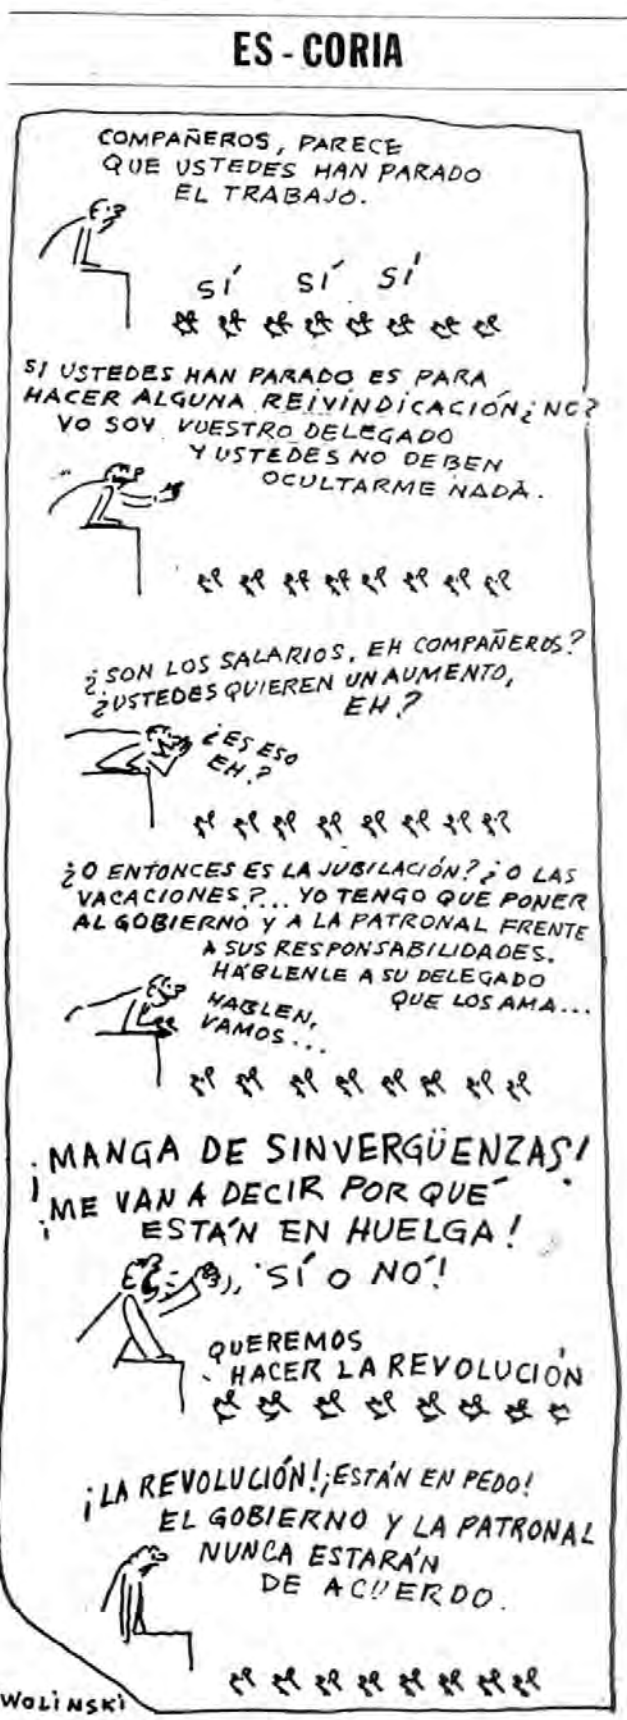 ES - CORIA
COMPAÑEROS, PARECE
QUE USTEDES HAN PARADO
EL TRABAJO.
SÍ SÍ SÍ
SI USTEDES HAN PARADO ES PARA
HACER ALGUNA REIVINDICACIÓN ¿NO?
YO SOY VUESTRO DELEGADO
Y USTEDES NO DEBEN
OCULTARME NADA.
¿SON LOS SALARIOS, EH COMPAÑEROS?
¿USTEDES QUIEREN UN AUMENTO,
EH?
¿ES ESO
EH?
¿O ENTONCES ES LA JUBILACIÓN? ¿O LAS
VACACIONES?... YO TENGO QUE PONER
AL GOBIERNO Y A LA PATRONAL FRENTE
A SUS RESPONSABILIDADES.
HÁBLENLE A SU DELEGADO
QUE LOS AMA...
HABLEN,
VAMOS...
¡MANGA DE SINVERGÜENZAS!
¡ME VAN A DECIR POR QUÉ
ESTÁN EN HUELGA!
SÍ O NÓ!
QUEREMOS
HACER LA REVOLUCIÓN
¡LA REVOLUCIÓN! ¡ESTÁN EN PEDO!
EL GOBIERNO Y LA PATRONAL
NUNCA ESTARÁN
DE ACUERDO.
WOLINSKI